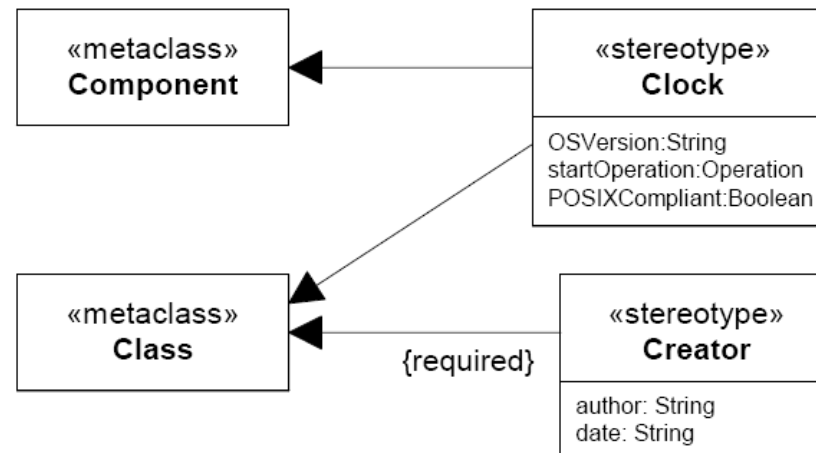 «metaclass»
Component
«stereotype»
Clock
OSVersion:String
startOperation:Operation
POSIXCompliant:Boolean
«metaclass»
Class
{required}
«stereotype»
Creator
author: String
date: String